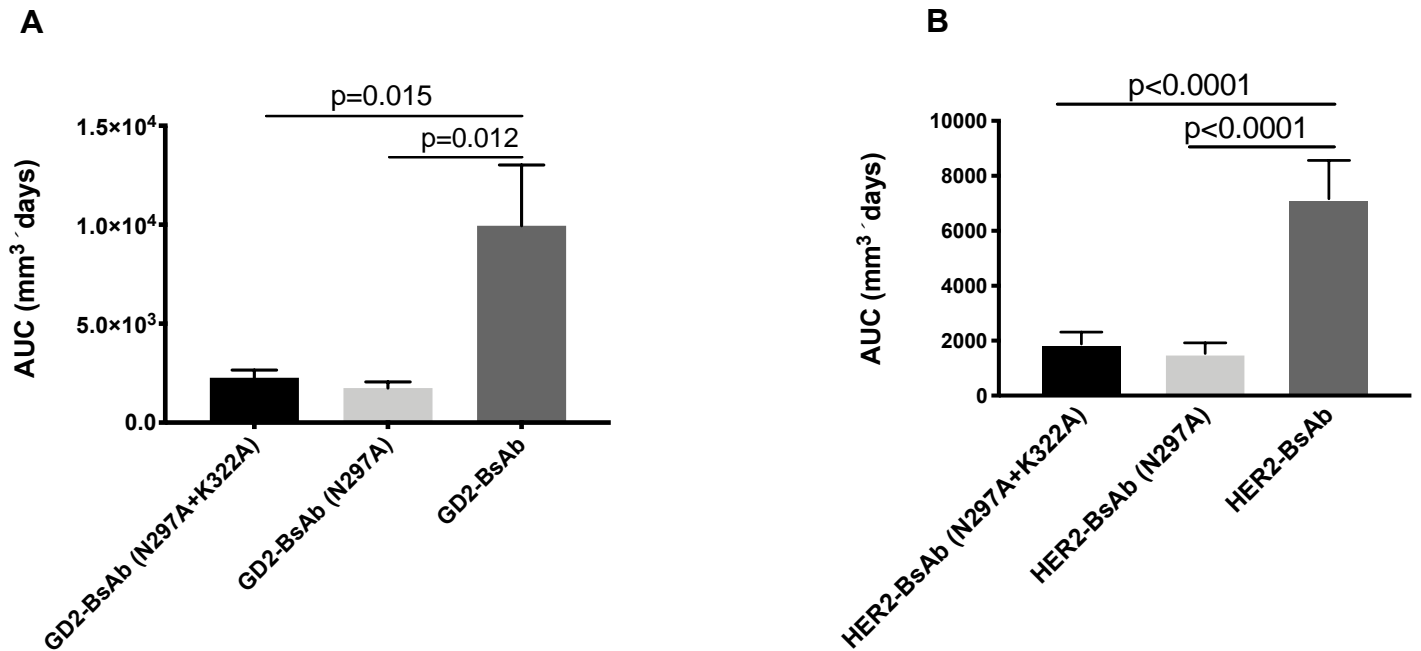 A
p=0.015
p=0.012
1.5×10⁴
1.0×10⁴
5.0×10³
0.0
AUC (mm³ ´days)
GD2-BsAb (N297A+K322A)
GD2-BsAb (N297A)
GD2-BsAb
B
p<0.0001
p<0.0001
10000
8000
6000
4000
2000
0
AUC (mm³ ´days)
HER2-BsAb (N297A+K322A)
HER2-BsAb (N297A)
HER2-BsAb